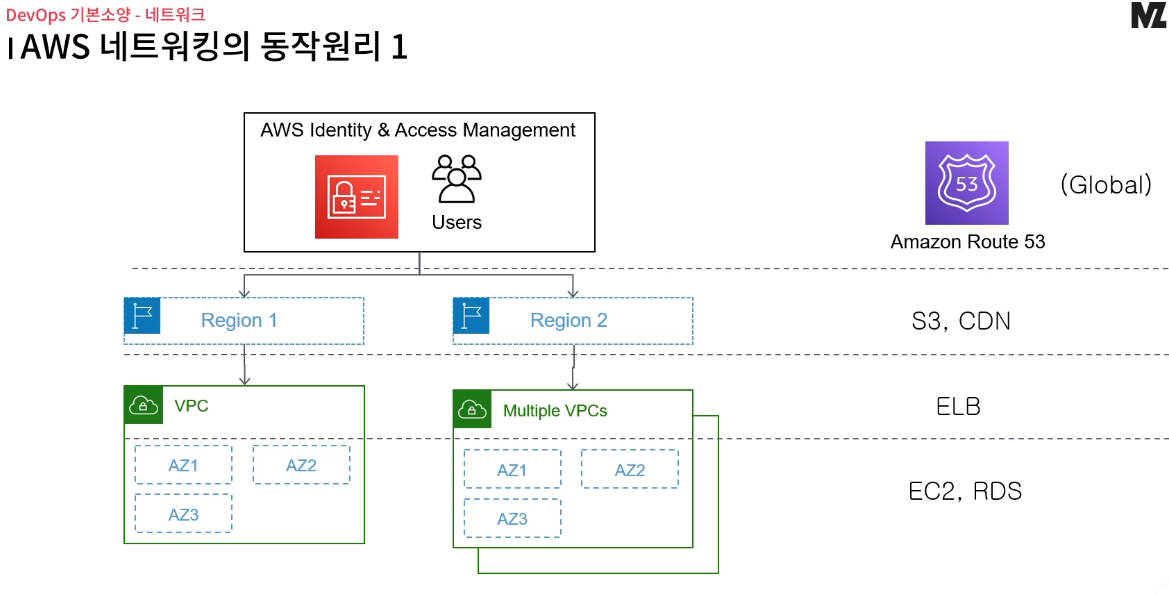 DevOps 기본소양 - 네트워크
MZ
I AWS 네트워킹의 동작원리 1
AWS Identity & Access Management
Users
53
(Global)
Amazon Route 53
Region 1
Region 2
S3, CDN
VPC
Multiple VPCs
ELB
AZ1
AZ2
AZ3
AZ1
AZ2
AZ3
EC2, RDS